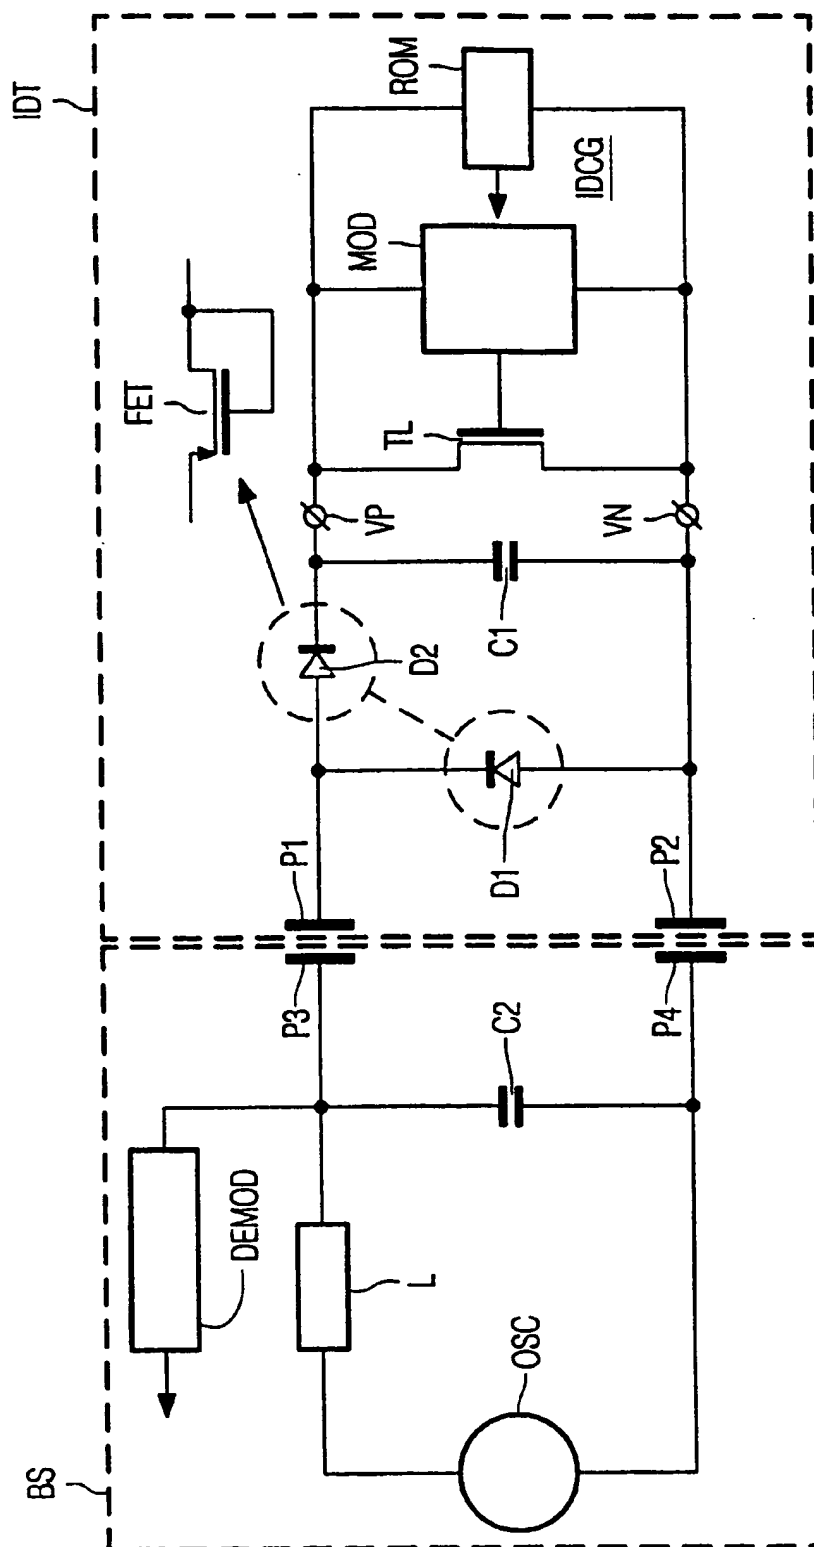 IDT
ROM
IDCG
MOD
FET
TL
VP
VN
C1
D2
D1
P1
P2
P3
P4
C2
DEMOD
L
OSC
BS